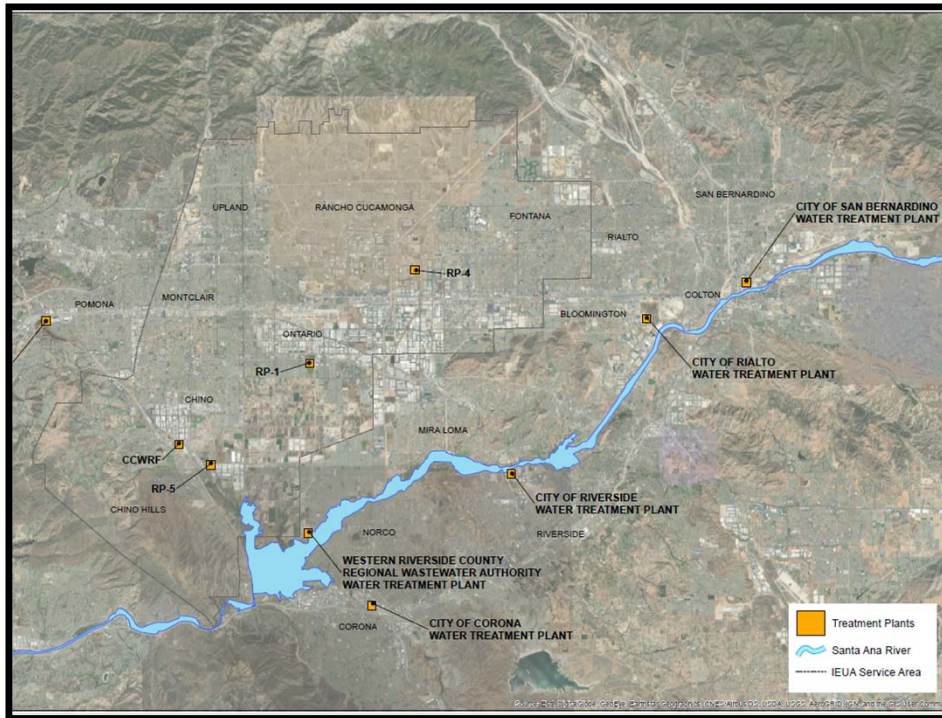 SAN BERNARDINO
CITY OF SAN BERNARDINO
WATER TREATMENT PLANT
UPLAND
RANCHO CUCAMONGA
FONTANA
RIALTO
RP-4
POMONA
MONTCLAIR
COLTON
BLOOMINGTON
ONTARIO
CITY OF RIALTO
WATER TREATMENT PLANT
RP-1
CHINO
MIRA LOMA
CCWRF
RP-5
CITY OF RIVERSIDE
WATER TREATMENT PLANT
CHINO HILLS
NORCO
RIVERSIDE
WESTERN RIVERSIDE COUNTY
REGIONAL WASTEWATER AUTHORITY
WATER TREATMENT PLANT
CITY OF CORONA
WATER TREATMENT PLANT
CORONA
Treatment Plants
Santa Ana River
IEUA Service Area